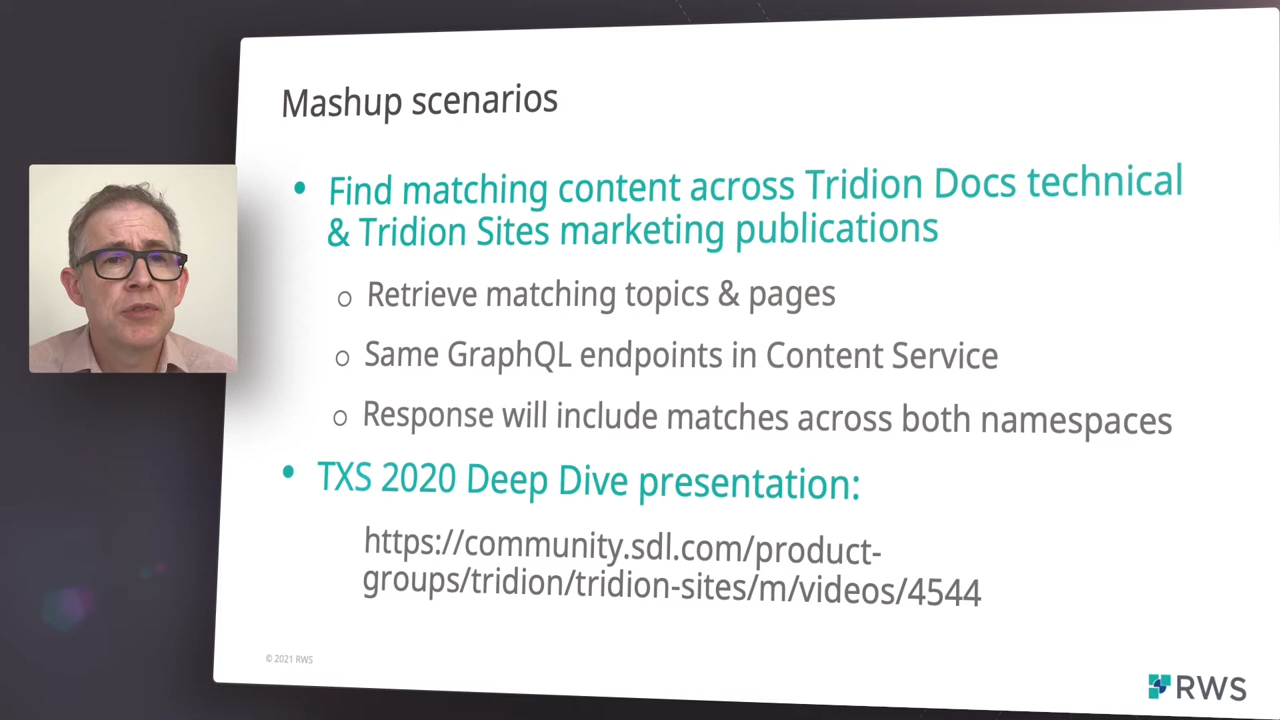 Mashup scenarios
• Find matching content across Tridion Docs technical
& Tridion Sites marketing publications
o Retrieve matching topics & pages
o Same GraphQL endpoints in Content Service
o Response will include matches across both namespaces
• TXS 2020 Deep Dive presentation:
https://community.sdl.com/product-
groups/tridion/tridion-sites/m/videos/4544
© 2021 RWS
RWS